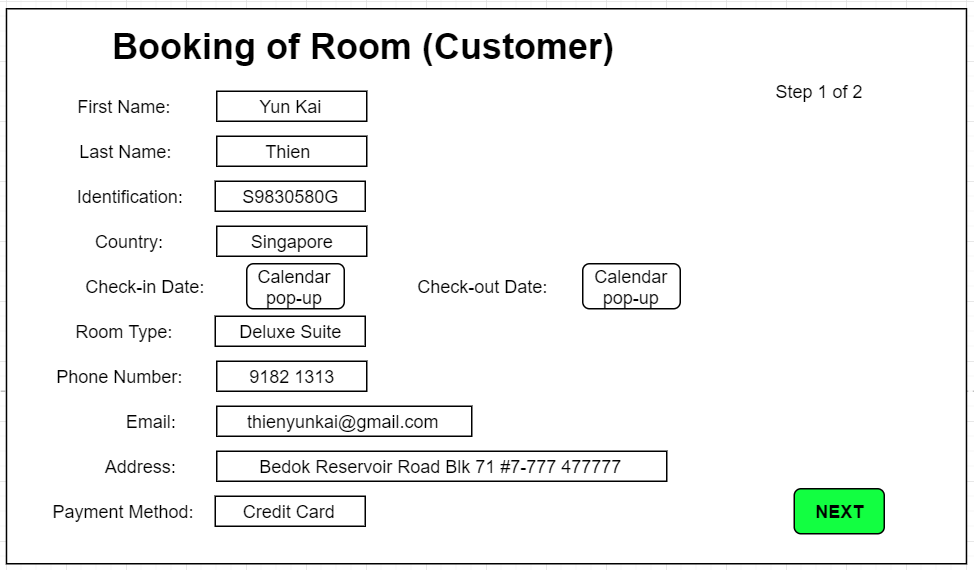 Booking of Room (Customer)
Step 1 of 2
First Name: Yun Kai
Last Name: Thien
Identification: S9830580G
Country: Singapore
Check-in Date: Calendar pop-up Check-out Date: Calendar pop-up
Room Type: Deluxe Suite
Phone Number: 9182 1313
Email: thienyunkai@gmail.com
Address: Bedok Reservoir Road Blk 71 #7-777 477777
Payment Method: Credit Card
NEXT